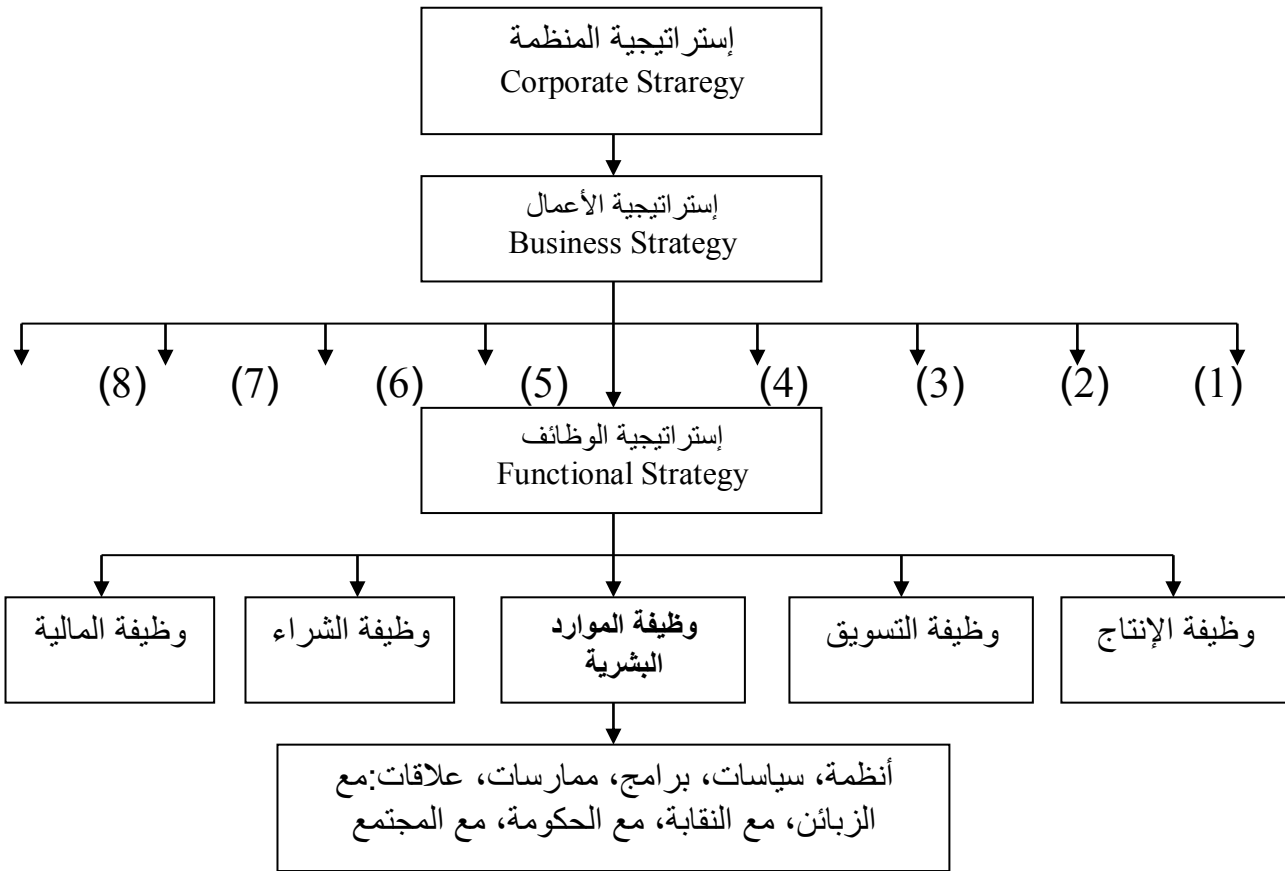 إستراتيجية المنظمة
Corporate Straregy
إستراتيجية الأعمال
Business Strategy
(1)
(2)
(3)
(4)
(5)
(6)
(7)
(8)
إستراتيجية الوظائف
Functional Strategy
وظيفة الإنتاج
وظيفة التسويق
وظيفة الموارد
البشرية
وظيفة الشراء
وظيفة المالية
أنظمة، سياسات، برامج، ممارسات، علاقات:مع
الزبائن، مع النقابة، مع الحكومة، مع المجتمع